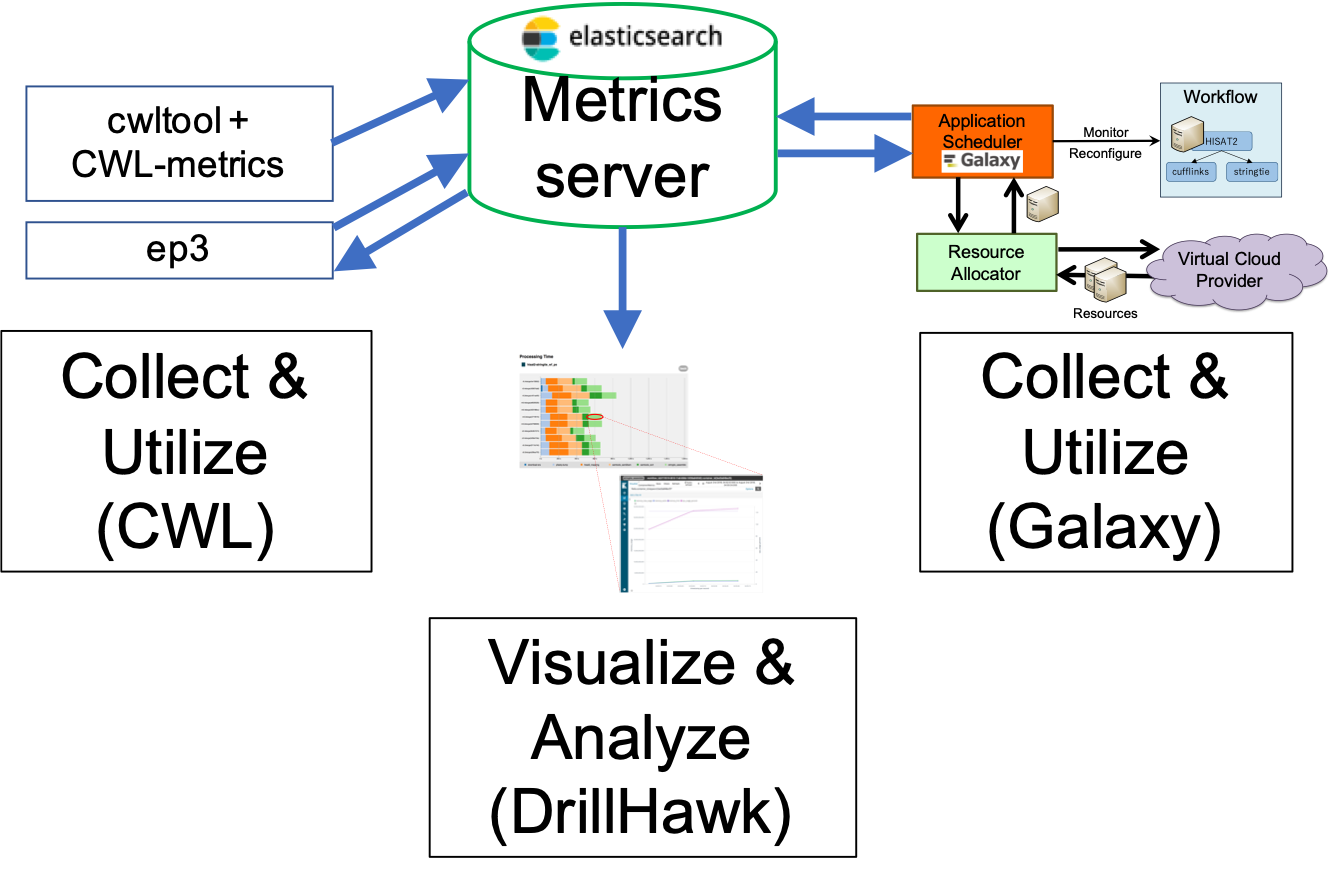 elasticsearch
Metrics
server
cwltool +
CWL-metrics
ep3
Application
Scheduler
Galaxy
Monitor
Reconfigure
Workflow
HISAT2
cufflinks
stringtie
Resource
Allocator
Virtual Cloud
Provider
Resources
Collect &
Utilize
(CWL)
Processing Time
Collect &
Utilize
(Galaxy)
Visualize &
Analyze
(DrillHawk)